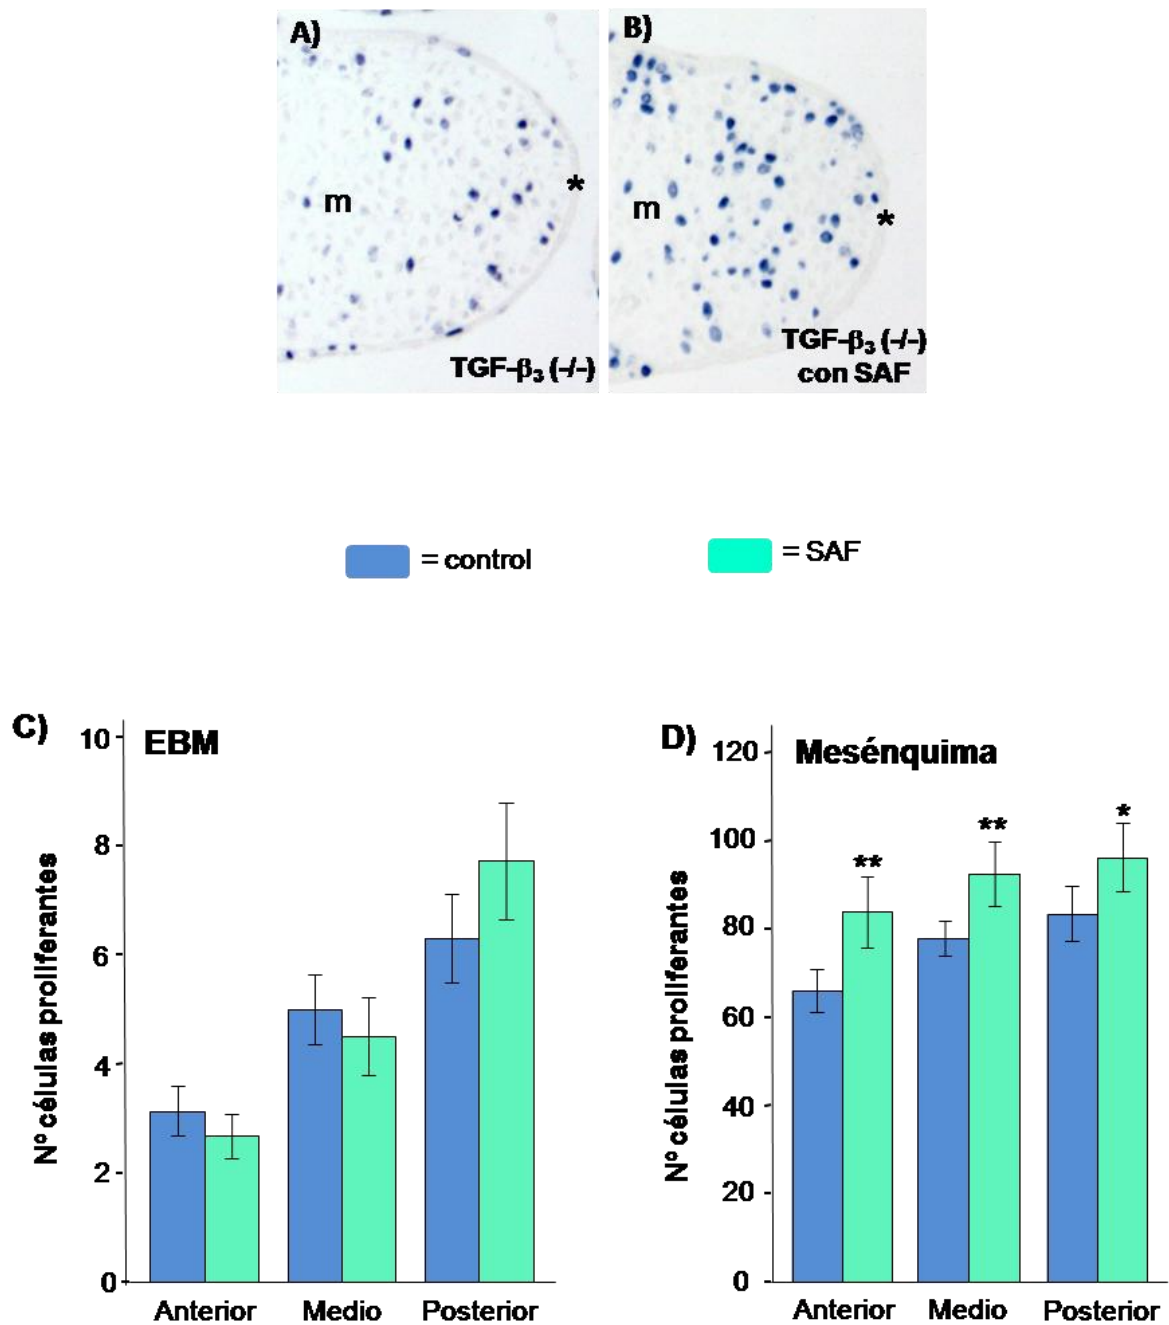 A)
m
*
TGF-β₃ (-/-)
B)
m
*
TGF-β₃ (-/-)
con SAF
= control
= SAF
C)
EBM
Nº células proliferantes
10
8
6
4
2
0
Anterior
Medio
Posterior
D)
Mesénquima
Nº células proliferantes
120
100
80
60
40
20
0
**
**
*
Anterior
Medio
Posterior